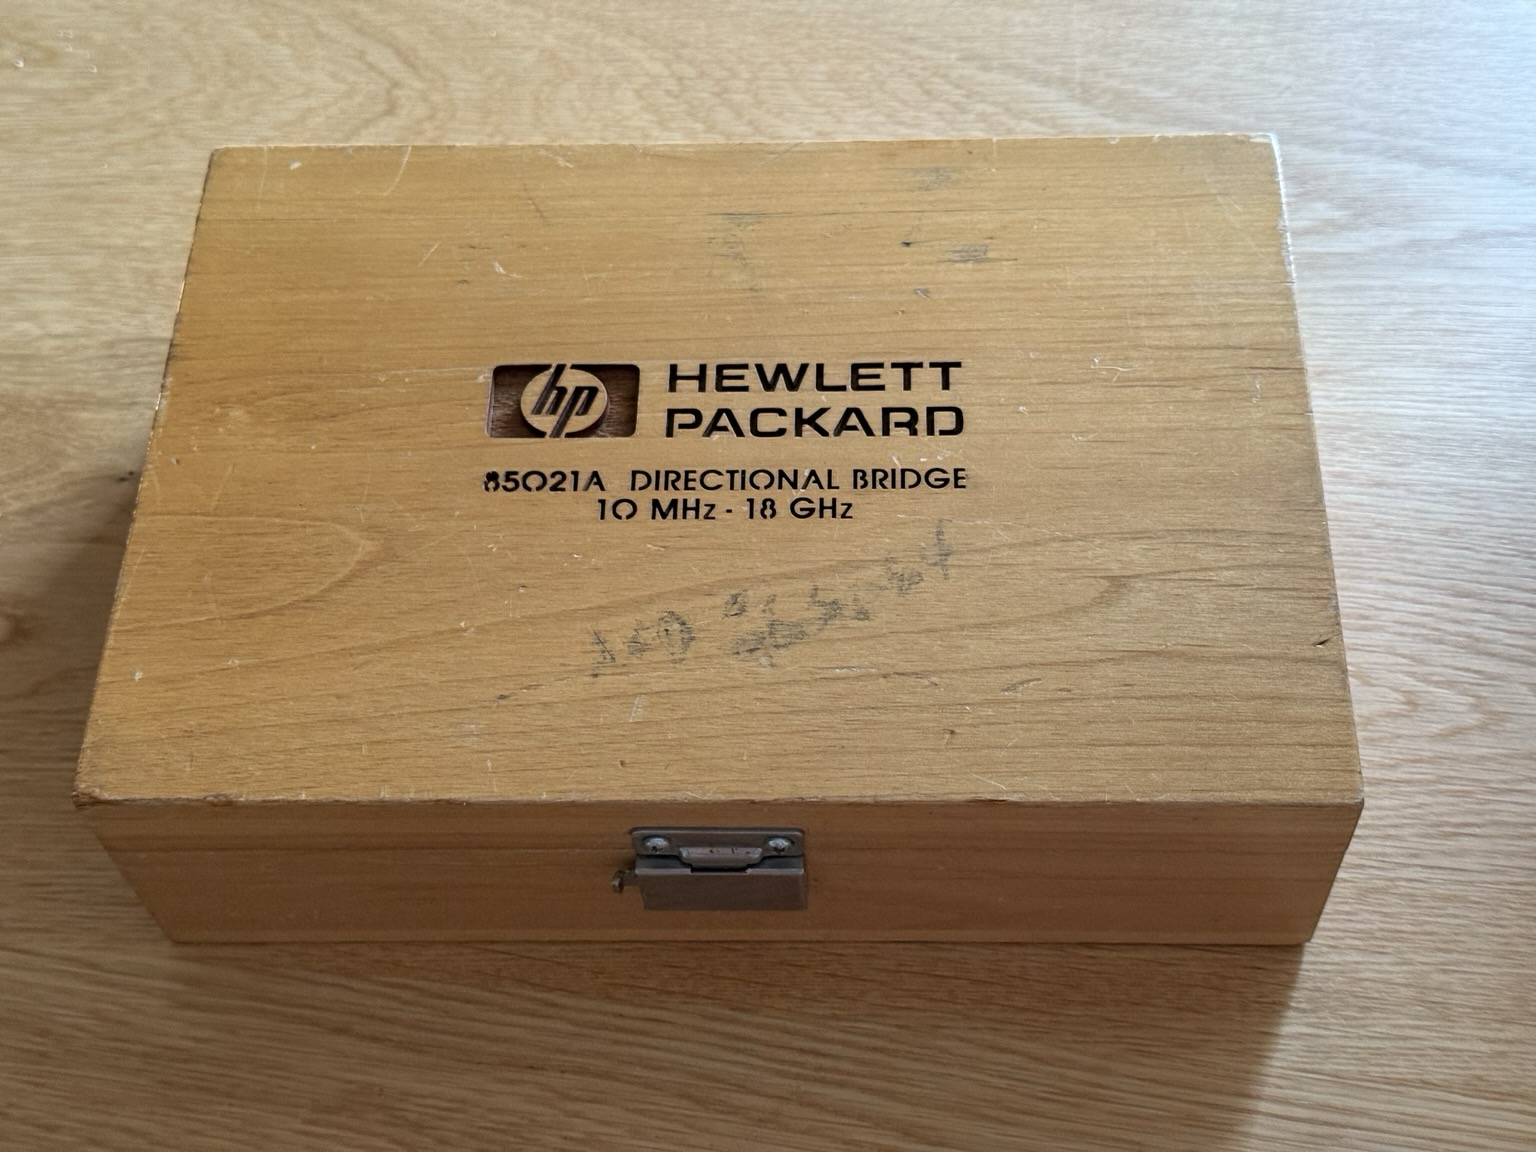 hp HEWLETT
PACKARD
85021A DIRECTIONAL BRIDGE
10 MHz - 18 GHz